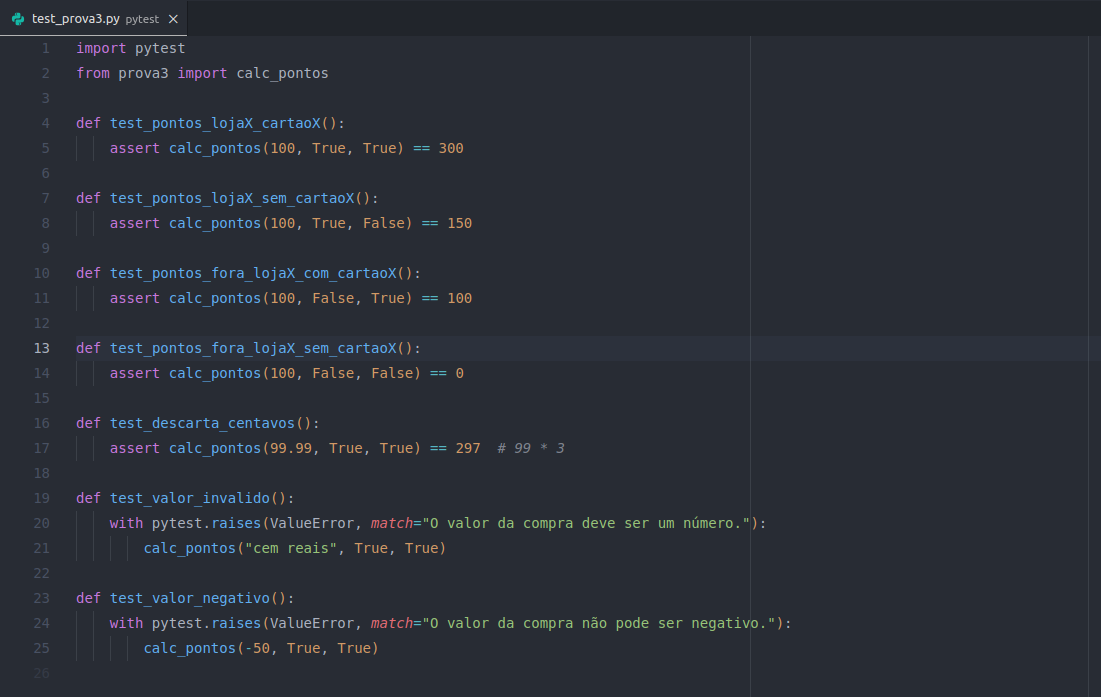 test_prova3.py pytest ×
1 import pytest
2 from prova3 import calc_pontos
3
4 def test_pontos_lojaX_cartaoX():
5     assert calc_pontos(100, True, True) == 300
6
7 def test_pontos_lojaX_sem_cartaoX():
8     assert calc_pontos(100, True, False) == 150
9
10 def test_pontos_fora_lojaX_com_cartaoX():
11     assert calc_pontos(100, False, True) == 100
12
13 def test_pontos_fora_lojaX_sem_cartaoX():
14     assert calc_pontos(100, False, False) == 0
15
16 def test_descarta_centavos():
17     assert calc_pontos(99.99, True, True) == 297  # 99 * 3
18
19 def test_valor_invalido():
20     with pytest.raises(ValueError, match="O valor da compra deve ser um número."):
21         calc_pontos("cem reais", True, True)
22
23 def test_valor_negativo():
24     with pytest.raises(ValueError, match="O valor da compra não pode ser negativo."):
25         calc_pontos(-50, True, True)
26